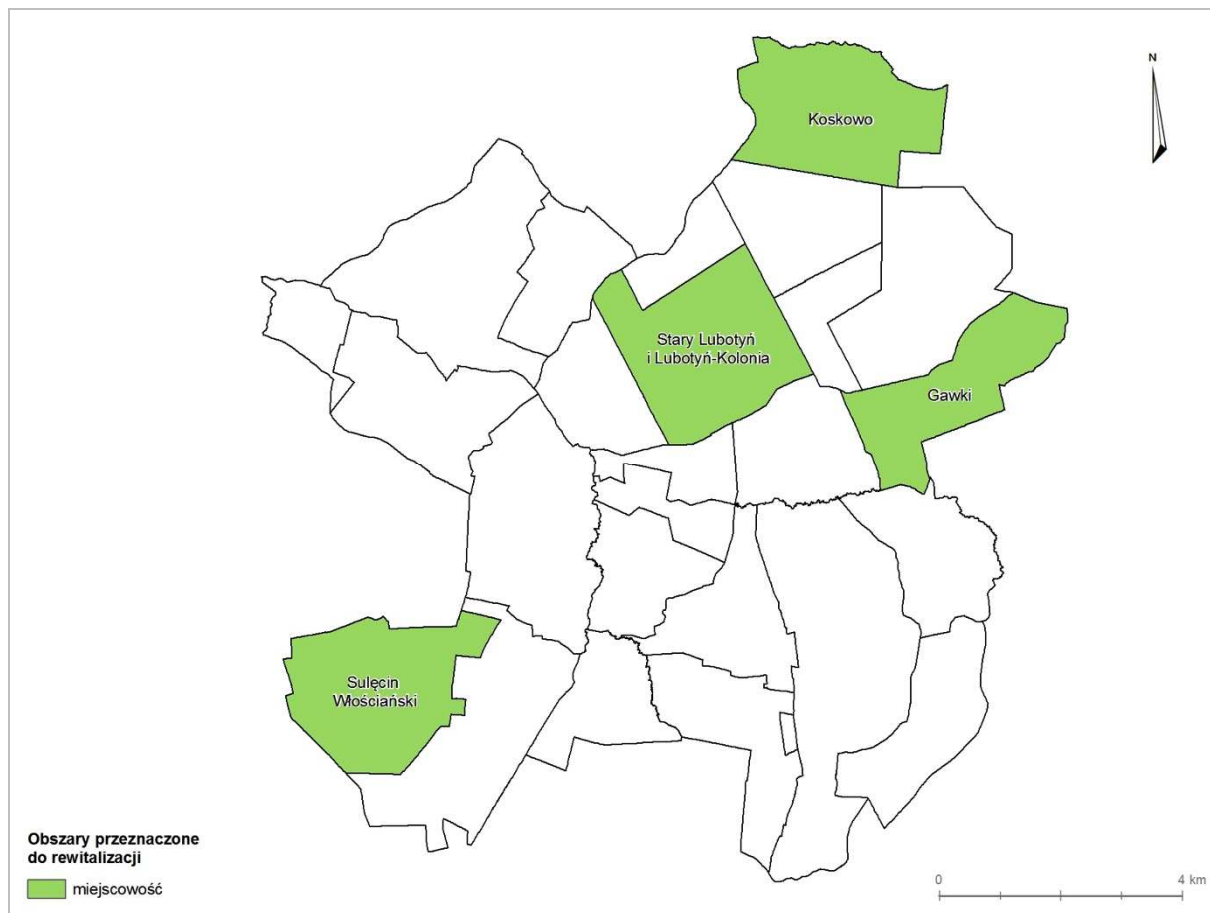 N
Koskowo
Stary Lubotyń
i Lubotyń-Kolonia
Gawki
Sulęcin
Włościański
Obszary przeznaczone
do rewitalizacji
miejscowość
0
4 km